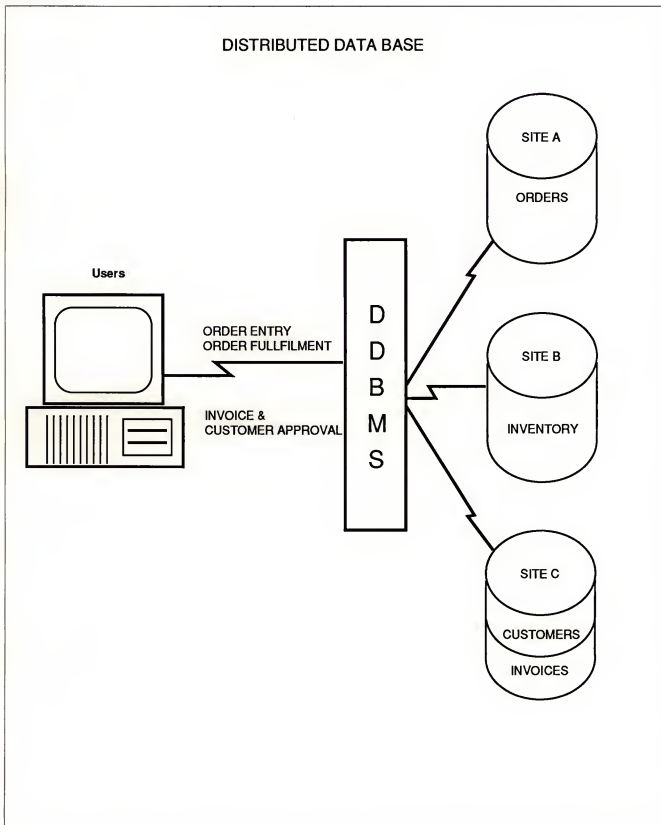 DISTRIBUTED DATA BASE
SITE A
ORDERS
Users
ORDER ENTRY
ORDER FULLFILMENT
INVOICE &
CUSTOMER APPROVAL
D
D
B
M
S
SITE B
INVENTORY
SITE C
CUSTOMERS
INVOICES